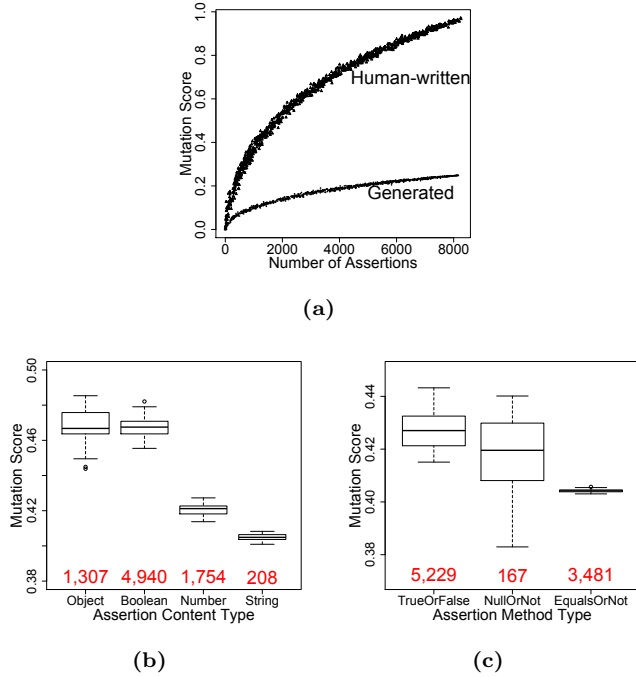 1.0
0.8
0.6
0.4
0.2
0.0
Mutation Score
Human-written
Generated
0 2000 4000 6000 8000
Number of Assertions
(a)
0.50
0.46
0.42
0.38
Mutation Score
1,307 4,940 1,754 208
Object Boolean Number String
Assertion Content Type
(b)
0.44
0.42
0.40
0.38
Mutation Score
5,229 167 3,481
TrueOrFalse NullOrNot EqualsOrNot
Assertion Method Type
(c)